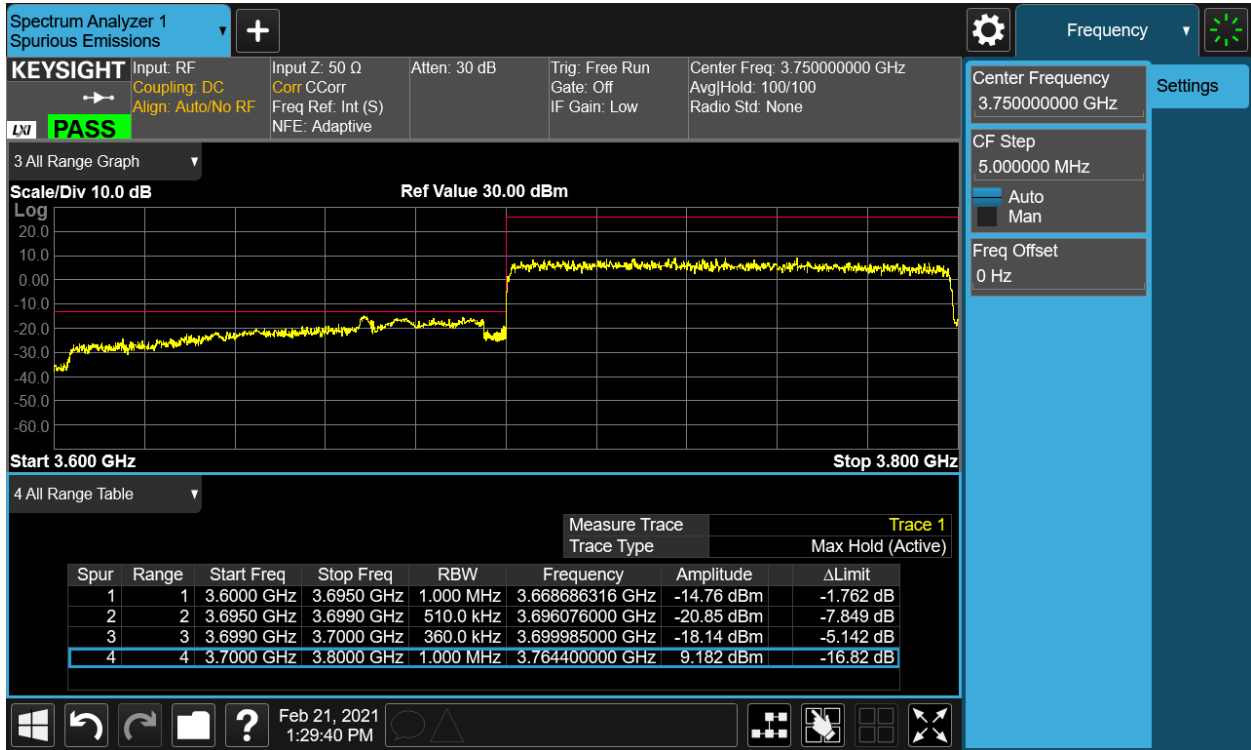 Spectrum Analyzer 1
Spurious Emissions
+
Frequency
KEYSIGHT
LXI
PASS
Input: RF
Coupling: DC
Align: Auto/No RF
Input Z: 50 Ω
Corr CCorr
Freq Ref: Int (S)
NFE: Adaptive
Atten: 30 dB
Trig: Free Run
Gate: Off
IF Gain: Low
Center Freq: 3.750000000 GHz
Avg|Hold: 100/100
Radio Std: None
Center Frequency
3.750000000 GHz
Settings
CF Step
5.000000 MHz
Auto
Man
Freq Offset
0 Hz
3 All Range Graph
Scale/Div 10.0 dB
Ref Value 30.00 dBm
Log
20.0
10.0
0.00
-10.0
-20.0
-30.0
-40.0
-50.0
-60.0
Start 3.600 GHz
Stop 3.800 GHz
4 All Range Table
Measure Trace Trace 1
Trace Type Max Hold (Active)
Spur Range Start Freq Stop Freq RBW Frequency Amplitude ΔLimit
1 1 3.6000 GHz 3.6950 GHz 1.000 MHz 3.668686316 GHz -14.76 dBm -1.762 dB
2 2 3.6950 GHz 3.6990 GHz 510.0 kHz 3.696076000 GHz -20.85 dBm -7.849 dB
3 3 3.6990 GHz 3.7000 GHz 360.0 kHz 3.699985000 GHz -18.14 dBm -5.142 dB
4 4 3.7000 GHz 3.8000 GHz 1.000 MHz 3.764400000 GHz 9.182 dBm -16.82 dB
?
Feb 21, 2021
1:29:40 PM